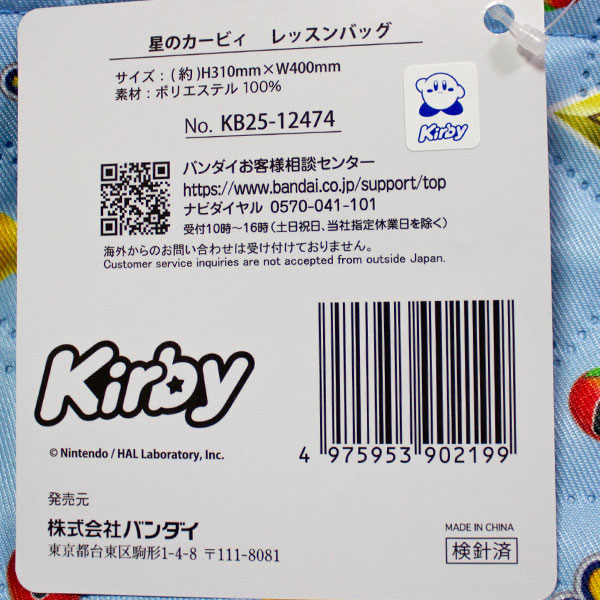 星のカービィ　レッスンバッグ
サイズ：(約)H310mm×W400mm
素材：ポリエステル 100%
No. KB25-12474
Kirby
バンダイお客様相談センター
https://www.bandai.co.jp/support/top
ナビダイヤル 0570-041-101
受付10時～16時(土日祝日、当社指定休業日を除く)
海外からのお問い合わせは受け付けておりません。
Customer service inquiries are not accepted from outside Japan.
Kirby
© Nintendo / HAL Laboratory, Inc.
4 975953 902199
発売元
株式会社バンダイ
東京都台東区駒形1-4-8 〒111-8081
MADE IN CHINA
検針済